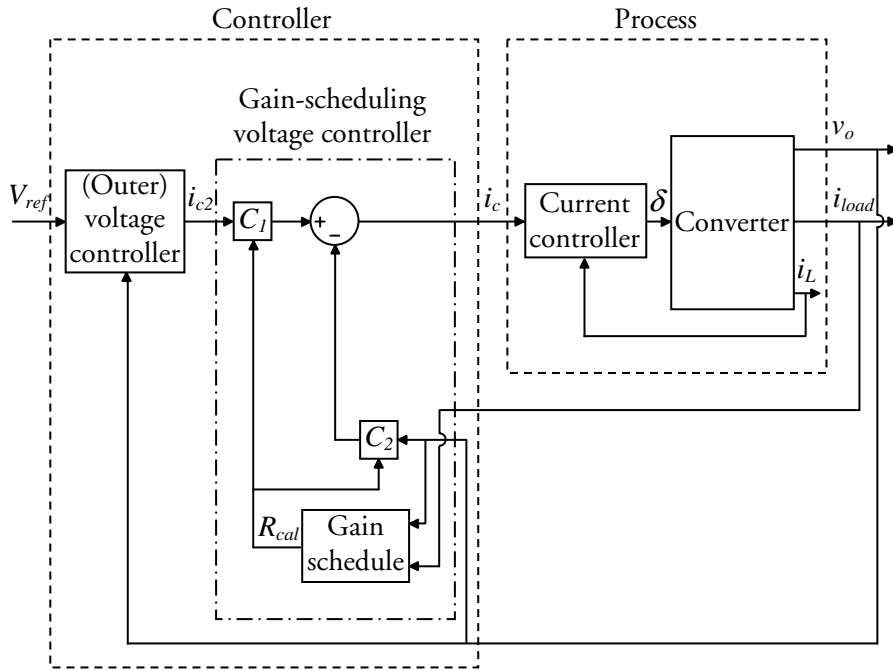 Controller
Process
Gain-scheduling
voltage controller
V_ref
(Outer)
voltage
controller
i_c2
C_1
+
−
i_c
Current
controller
δ
Converter
v_o
i_load
i_L
C_2
R_cal
Gain
schedule